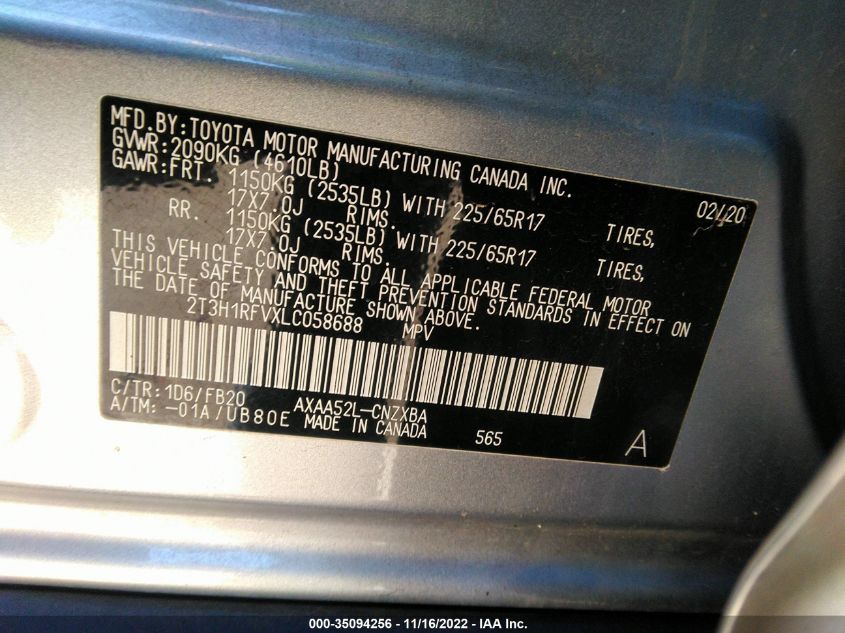 MFD.BY:TOYOTA MOTOR MANUFACTURING CANADA INC. 02/20
GVWR:2090KG (4610LB)
GAWR:FRT. 1150KG (2535LB) WITH 225/65R17 TIRES,
17X7.0J RIMS.
RR. 1150KG (2535LB) WITH 225/65R17 TIRES,
17X7.0J RIMS.
THIS VEHICLE CONFORMS TO ALL APPLICABLE FEDERAL MOTOR
VEHICLE SAFETY AND THEFT PREVENTION STANDARDS IN EFFECT ON
THE DATE OF MANUFACTURE SHOWN ABOVE.
2T3H1RFVXLC058688 MPV
C/TR:1D6/FB20 AXAA52L-CNZXBA
A/TM:-01A/UB80E MADE IN CANADA 565 A
000-35094256 - 11/16/2022 - IAA Inc.